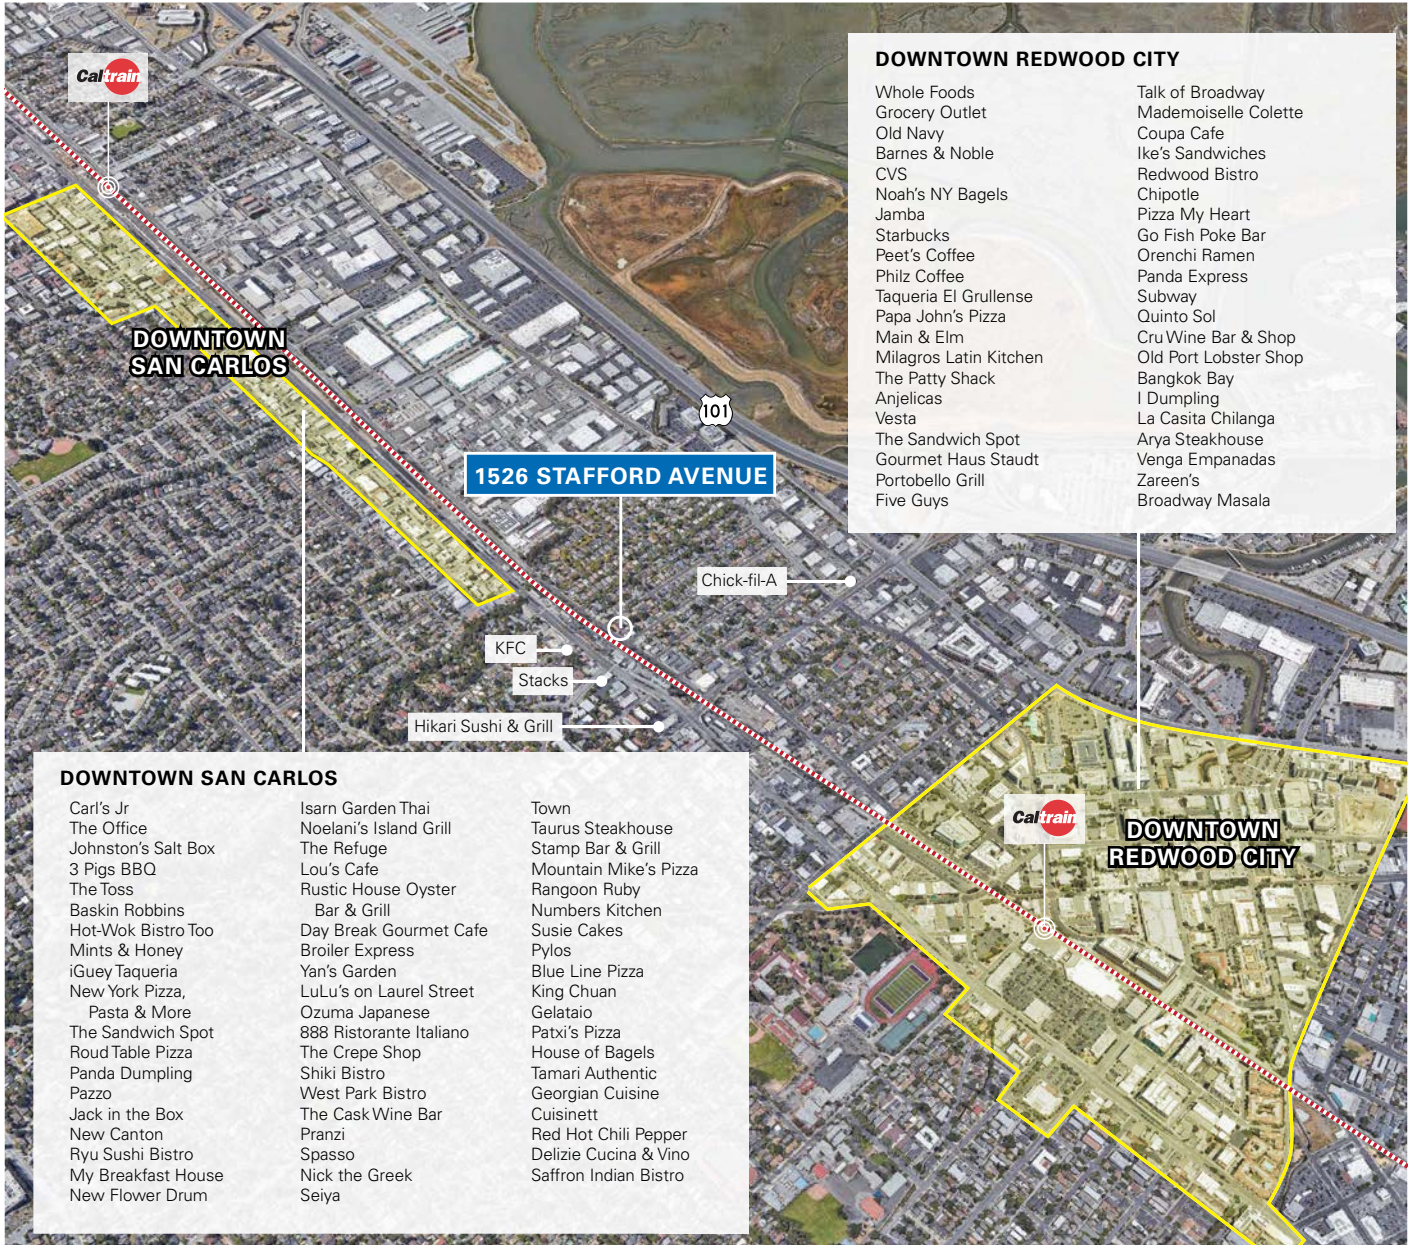 Caltrain
DOWNTOWN REDWOOD CITY
Whole Foods
Grocery Outlet
Old Navy
Barnes & Noble
CVS
Noah's NY Bagels
Jamba
Starbucks
Peet's Coffee
Philz Coffee
Taqueria El Grullense
Papa John's Pizza
Main & Elm
Milagros Latin Kitchen
The Patty Shack
Anjelicas
Vesta
The Sandwich Spot
Gourmet Haus Staudt
Portobello Grill
Five Guys
Talk of Broadway
Mademoiselle Colette
Coupa Cafe
Ike's Sandwiches
Redwood Bistro
Chipotle
Pizza My Heart
Go Fish Poke Bar
Orenchi Ramen
Panda Express
Subway
Quinto Sol
Cru Wine Bar & Shop
Old Port Lobster Shop
Bangkok Bay
I Dumpling
La Casita Chilanga
Arya Steakhouse
Venga Empanadas
Zareen's
Broadway Masala
DOWNTOWN
SAN CARLOS
101
1526 STAFFORD AVENUE
Chick-fil-A
KFC
Stacks
Hikari Sushi & Grill
Caltrain
DOWNTOWN
REDWOOD CITY
DOWNTOWN SAN CARLOS
Carl's Jr
The Office
Johnston's Salt Box
3 Pigs BBQ
The Toss
Baskin Robbins
Hot-Wok Bistro Too
Mints & Honey
iGuey Taqueria
New York Pizza,
Pasta & More
The Sandwich Spot
Roud Table Pizza
Panda Dumpling
Pazzo
Jack in the Box
New Canton
Ryu Sushi Bistro
My Breakfast House
New Flower Drum
Isarn Garden Thai
Noelani's Island Grill
The Refuge
Lou's Cafe
Rustic House Oyster
Bar & Grill
Day Break Gourmet Cafe
Broiler Express
Yan's Garden
LuLu's on Laurel Street
Ozuma Japanese
888 Ristorante Italiano
The Crepe Shop
Shiki Bistro
West Park Bistro
The Cask Wine Bar
Pranzi
Spasso
Nick the Greek
Seiya
Town
Taurus Steakhouse
Stamp Bar & Grill
Mountain Mike's Pizza
Rangoon Ruby
Numbers Kitchen
Susie Cakes
Pylos
Blue Line Pizza
King Chuan
Gelataio
Patxi's Pizza
House of Bagels
Tamari Authentic
Georgian Cuisine
Cuisinett
Red Hot Chili Pepper
Delizie Cucina & Vino
Saffron Indian Bistro